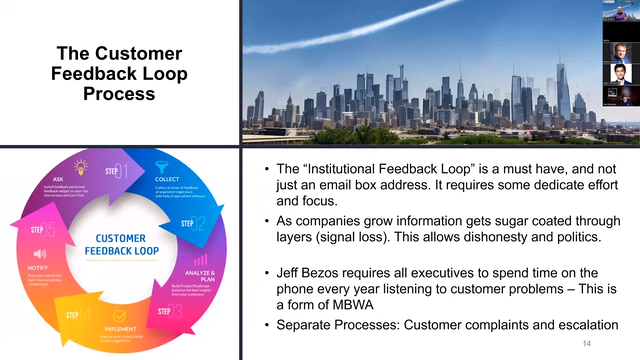 The Customer
Feedback Loop
Process
ASK
STEP 01
COLLECT
STEP 02
CUSTOMER
FEEDBACK LOOP
STEP 05
NOTIFY
ANALYZE &
PLAN
STEP 04
STEP 03
IMPLEMENT
• The “Institutional Feedback Loop” is a must have, and not
just an email box address. It requires some dedicate effort
and focus.
• As companies grow information gets sugar coated through
layers (signal loss). This allows dishonesty and politics.
• Jeff Bezos requires all executives to spend time on the
phone every year listening to customer problems – This is
a form of MBWA
• Separate Processes: Customer complaints and escalation
14